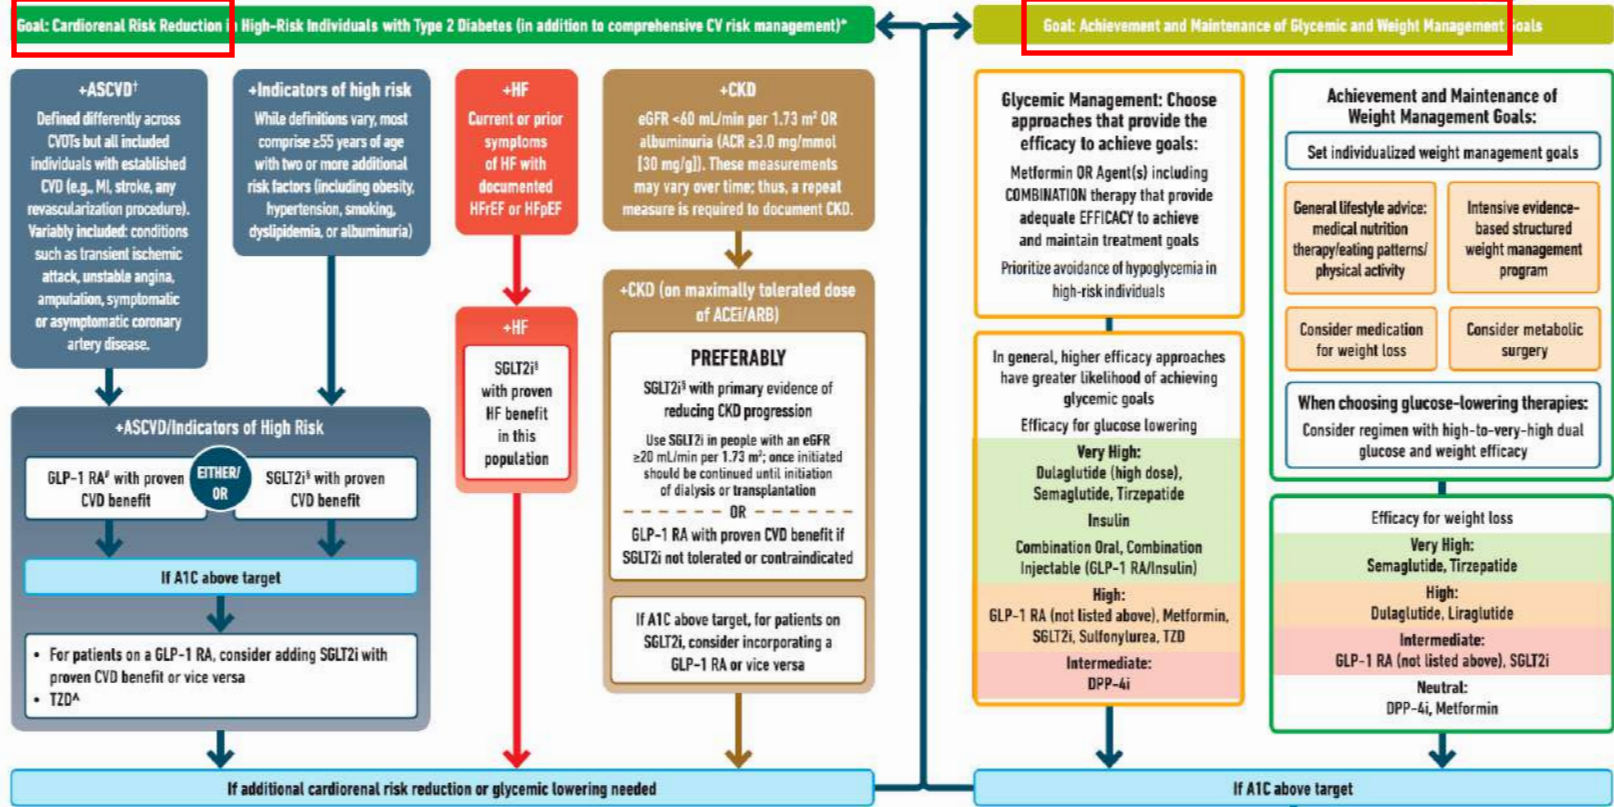 Goal: Cardiorenal Risk Reduction in High-Risk Individuals with Type 2 Diabetes (in addition to comprehensive CV risk management)*
+ASCVD†
Defined differently across
CVOTs but all included
individuals with established
CVD (e.g., MI, stroke, any
revascularization procedure).
Variably included: conditions
such as transient ischemic
attack, unstable angina,
amputation, symptomatic
or asymptomatic coronary
artery disease.
+Indicators of high risk
While definitions vary, most
comprise ≥55 years of age
with two or more additional
risk factors (including obesity,
hypertension, smoking,
dyslipidemia, or albuminuria)
+ASCVD/Indicators of High Risk
GLP-1 RA# with proven
CVD benefit
EITHER/
OR
SGLT2i§ with proven
CVD benefit
If A1C above target
• For patients on a GLP-1 RA, consider adding SGLT2i with
proven CVD benefit or vice versa
• TZD^
+HF
Current or prior
symptoms
of HF with
documented
HFrEF or HFpEF
+HF
SGLT2i§
with proven
HF benefit
in this
population
+CKD
eGFR <60 mL/min per 1.73 m² OR
albuminuria (ACR ≥3.0 mg/mmol
[30 mg/g]). These measurements
may vary over time; thus, a repeat
measure is required to document CKD.
+CKD (on maximally tolerated dose
of ACEi/ARB)
PREFERABLY
SGLT2i§ with primary evidence of
reducing CKD progression
Use SGLT2i in people with an eGFR
≥20 mL/min per 1.73 m²; once initiated
should be continued until initiation
of dialysis or transplantation
OR
GLP-1 RA with proven CVD benefit if
SGLT2i not tolerated or contraindicated
If A1C above target, for patients on
SGLT2i, consider incorporating a
GLP-1 RA or vice versa
If additional cardiorenal risk reduction or glycemic lowering needed
Goal: Achievement and Maintenance of Glycemic and Weight Management Goals
Glycemic Management: Choose
approaches that provide the
efficacy to achieve goals:
Metformin OR Agent(s) including
COMBINATION therapy that provide
adequate EFFICACY to achieve
and maintain treatment goals
Prioritize avoidance of hypoglycemia in
high-risk individuals
In general, higher efficacy approaches
have greater likelihood of achieving
glycemic goals
Efficacy for glucose lowering
Very High:
Dulaglutide (high dose),
Semaglutide, Tirzepatide
Insulin
Combination Oral, Combination
Injectable (GLP-1 RA/Insulin)
High:
GLP-1 RA (not listed above), Metformin,
SGLT2i, Sulfonylurea, TZD
Intermediate:
DPP-4i
Achievement and Maintenance of
Weight Management Goals:
Set individualized weight management goals
General lifestyle advice:
medical nutrition
therapy/eating patterns/
physical activity
Intensive evidence-
based structured
weight management
program
Consider medication
for weight loss
Consider metabolic
surgery
When choosing glucose-lowering therapies:
Consider regimen with high-to-very-high dual
glucose and weight efficacy
Efficacy for weight loss
Very High:
Semaglutide, Tirzepatide
High:
Dulaglutide, Liraglutide
Intermediate:
GLP-1 RA (not listed above), SGLT2i
Neutral:
DPP-4i, Metformin
If A1C above target